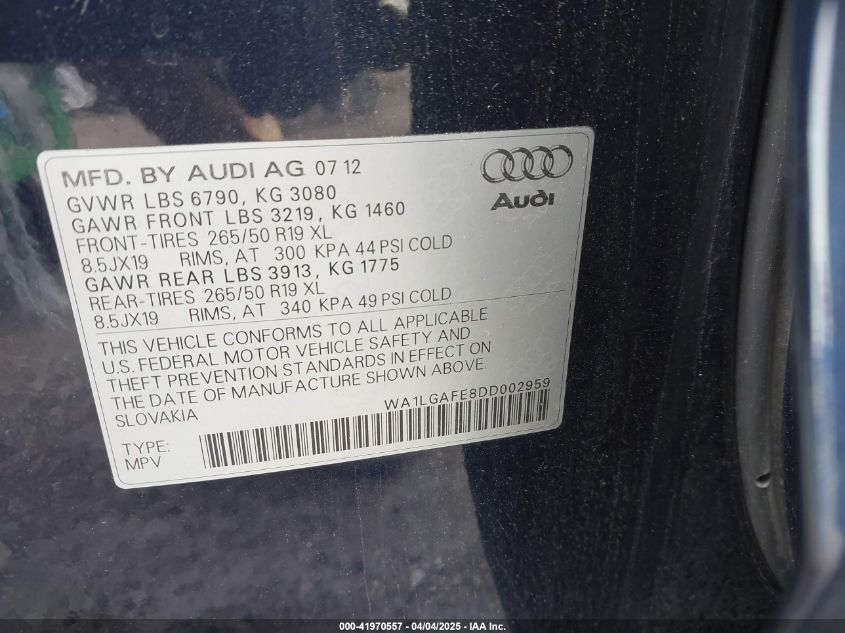 MFD. BY AUDI AG 07 12
GVWR LBS 6790, KG 3080
GAWR FRONT LBS 3219, KG 1460
FRONT-TIRES 265/50 R19 XL
8.5JX19 RIMS, AT 300 KPA 44 PSI COLD
GAWR REAR LBS 3913, KG 1775
REAR-TIRES 265/50 R19 XL
8.5JX19 RIMS, AT 340 KPA 49 PSI COLD
Audi
THIS VEHICLE CONFORMS TO ALL APPLICABLE
U.S. FEDERAL MOTOR VEHICLE SAFETY AND
THEFT PREVENTION STANDARDS IN EFFECT ON
THE DATE OF MANUFACTURE SHOWN ABOVE.
SLOVAKIA
WA1LGAFE8DD002959
TYPE:
MPV
000-41970557 - 04/04/2025 - IAA Inc.